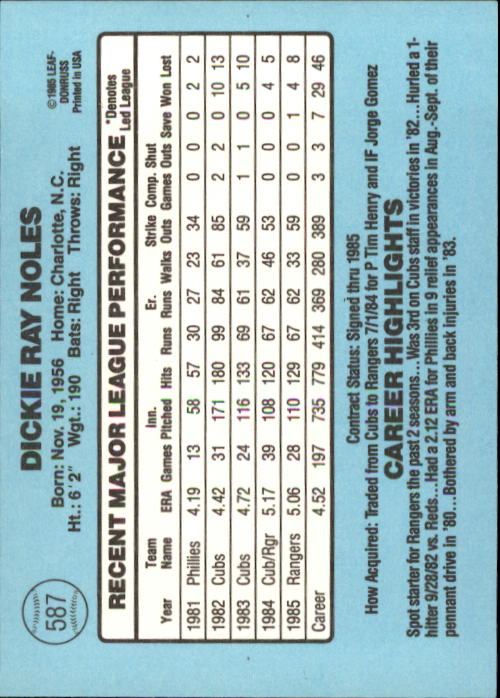 587
DICKIE RAY NOLES
©1985 LEAF-
DONRUSS
Printed in USA
Born: Nov. 19, 1956 Home: Charlotte, N.C.
Ht.: 6'2" Wgt.: 190 Bats: Right Throws: Right
RECENT MAJOR LEAGUE PERFORMANCE *Denotes
Led League
Team Inn. Er. Strike Comp. Shut
Year Name ERA Games Pitched Hits Runs Runs Walks Outs Games Outs Save Won Lost
1981 Phillies 4.19 13 58 57 30 27 23 34 0 0 0 2 2
1982 Cubs 4.42 31 171 180 99 84 61 85 2 2 0 10 13
1983 Cubs 4.72 24 116 133 69 61 37 59 1 1 0 5 10
1984 Cub/Rgr 5.17 39 108 120 67 62 46 53 0 0 0 4 5
1985 Rangers 5.06 28 110 129 67 62 33 59 0 0 1 4 8
Career 4.52 197 735 779 414 369 280 389 3 3 7 29 46
Contract Status: Signed thru 1985
How Acquired: Traded from Cubs to Rangers 7/1/84 for P Tim Henry and IF Jorge Gomez
CAREER HIGHLIGHTS
Spot starter for Rangers the past 2 seasons...Was 3rd on Cubs staff in victories in '82...Hurled a 1-
hitter 9/28/82 vs. Reds...Had a 2.12 ERA for Phillies in 9 relief appearances in Aug.-Sept. of their
pennant drive in '80...Bothered by arm and back injuries in '83.